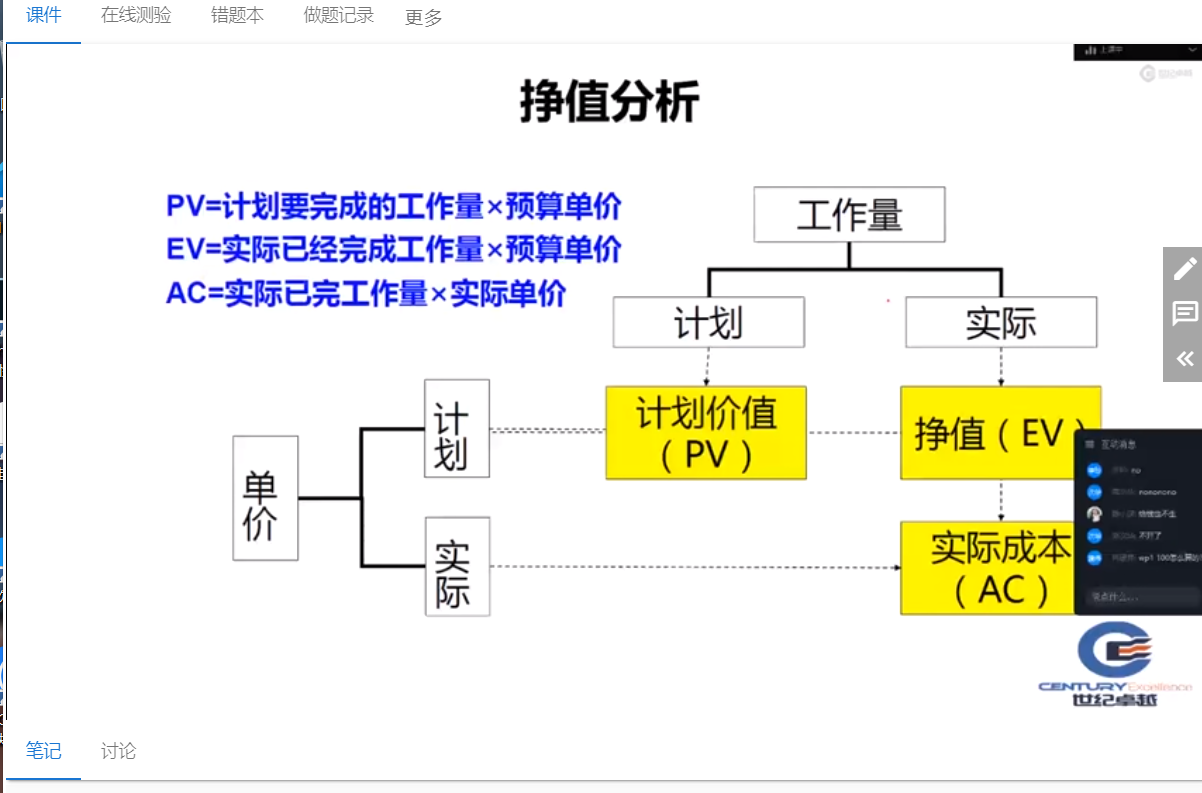 课件 在线测验 错题本 做题记录 更多
上课中
挣值分析
PV=计划要完成的工作量×预算单价
EV=实际已经完成工作量×预算单价
AC=实际已完工作量×实际单价
工作量
计划 实际
计划
计划价值
（PV）
挣值（EV）
单价
实际
实际成本
（AC）
互动消息
no
nonononо
不开了
说点什么...
CENTURY Excellence
世纪卓越
笔记 讨论